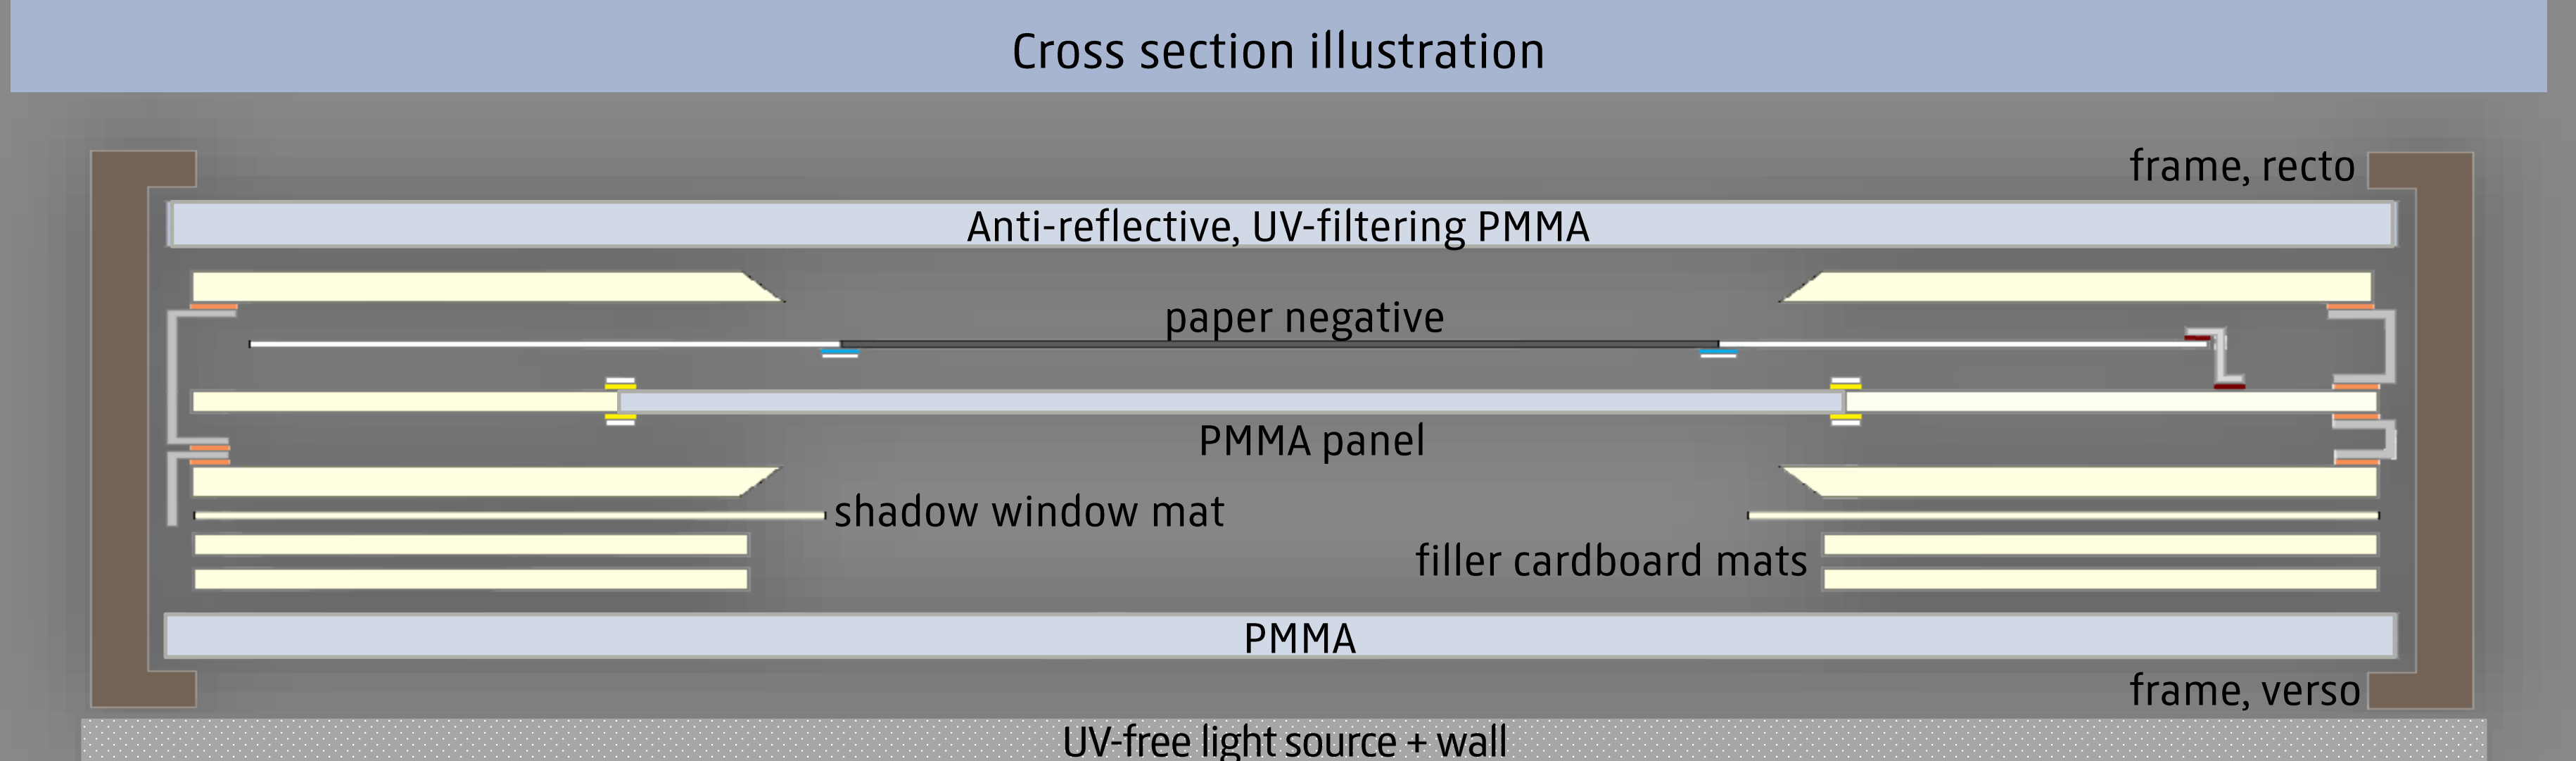 Cross section illustration
frame, recto
Anti-reflective, UV-filtering PMMA
paper negative
PMMA panel
shadow window mat
filler cardboard mats
PMMA
frame, verso
UV-free light source + wall